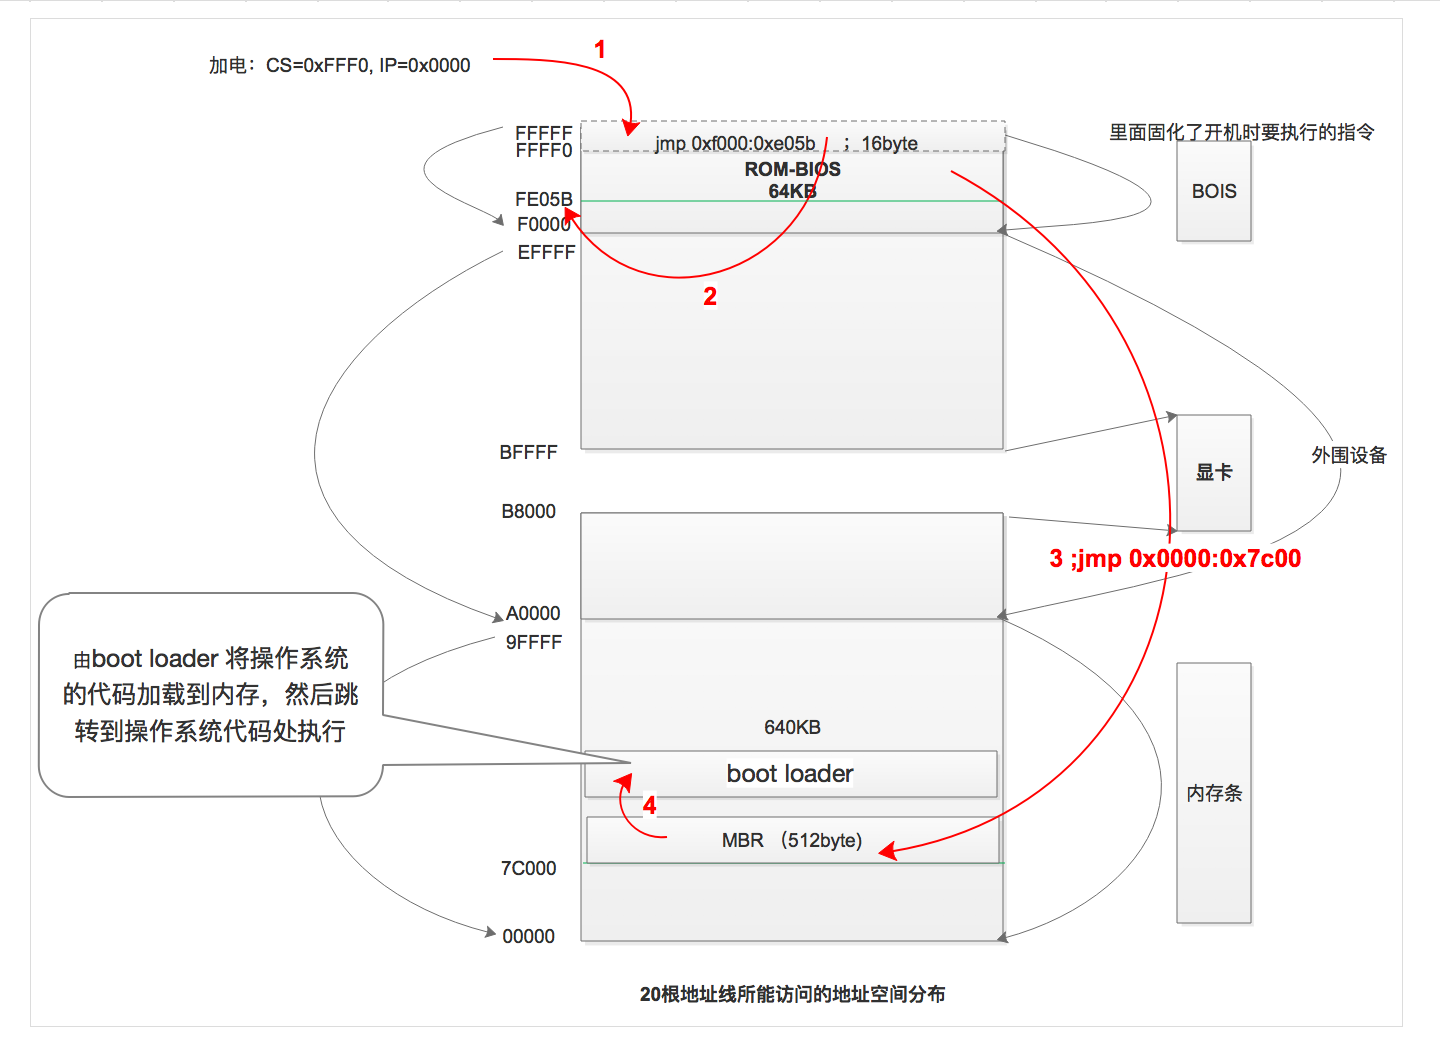 加电：CS=0xFFF0, IP=0x0000
1
FFFFF
FFFF0
jmp 0xf000:0xe05b ；16byte
ROM-BIOS
64KB
里面固化了开机时要执行的指令
BOIS
FE05B
F0000
EFFFF
2
BFFFF
显卡
外围设备
B8000
3 ;jmp 0x0000:0x7c00
A0000
9FFFF
由boot loader 将操作系统
的代码加载到内存，然后跳
转到操作系统代码处执行
640KB
boot loader
4
内存条
MBR （512byte)
7C000
00000
20根地址线所能访问的地址空间分布